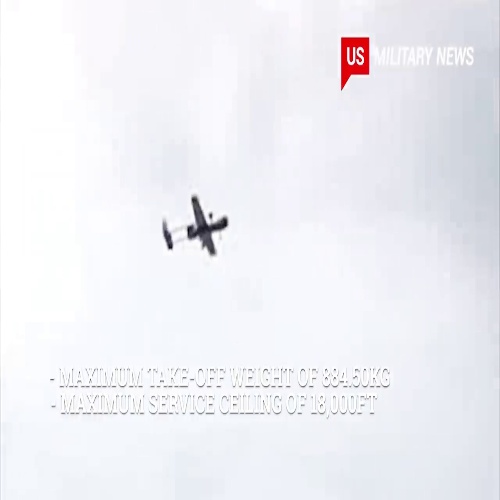 US MILITARY NEWS
- MAXIMUM TAKE-OFF WEIGHT OF 884.50KG
- MAXIMUM SERVICE CEILING OF 18,000FT